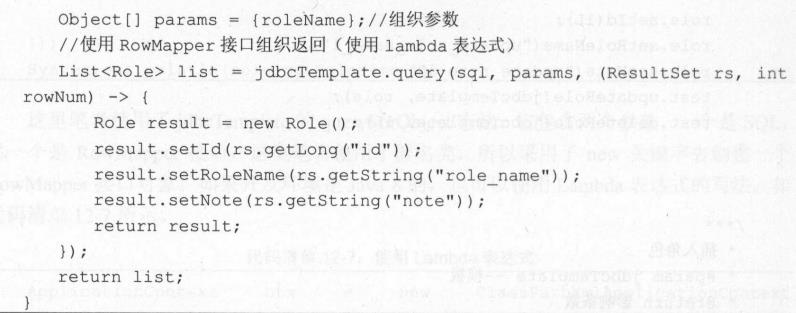 Object[] params = {roleName};//组织参数
//使用 RowMapper 接口组织返回（使用 lambda 表达式）
List<Role> list = jdbcTemplate.query(sql, params, (ResultSet rs, int
rowNum) -> {
Role result = new Role();
result.setId(rs.getLong("id"));
result.setRoleName(rs.getString("role_name"));
result.setNote(rs.getString("note"));
return result;
});
return list;
}